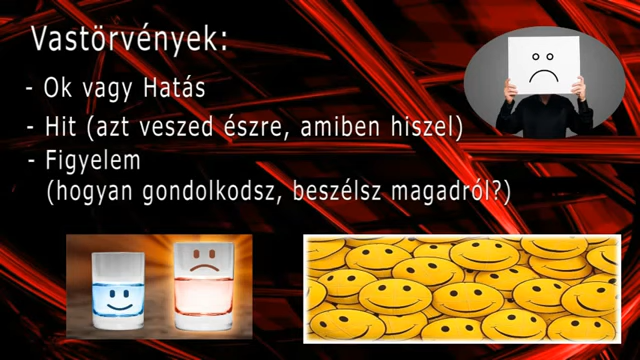 Vastörvények:
- Ok vagy Hatás
- Hit (azt veszed észre, amiben hiszel)
- Figyelem
(hogyan gondolkodsz, beszélsz magadról?)